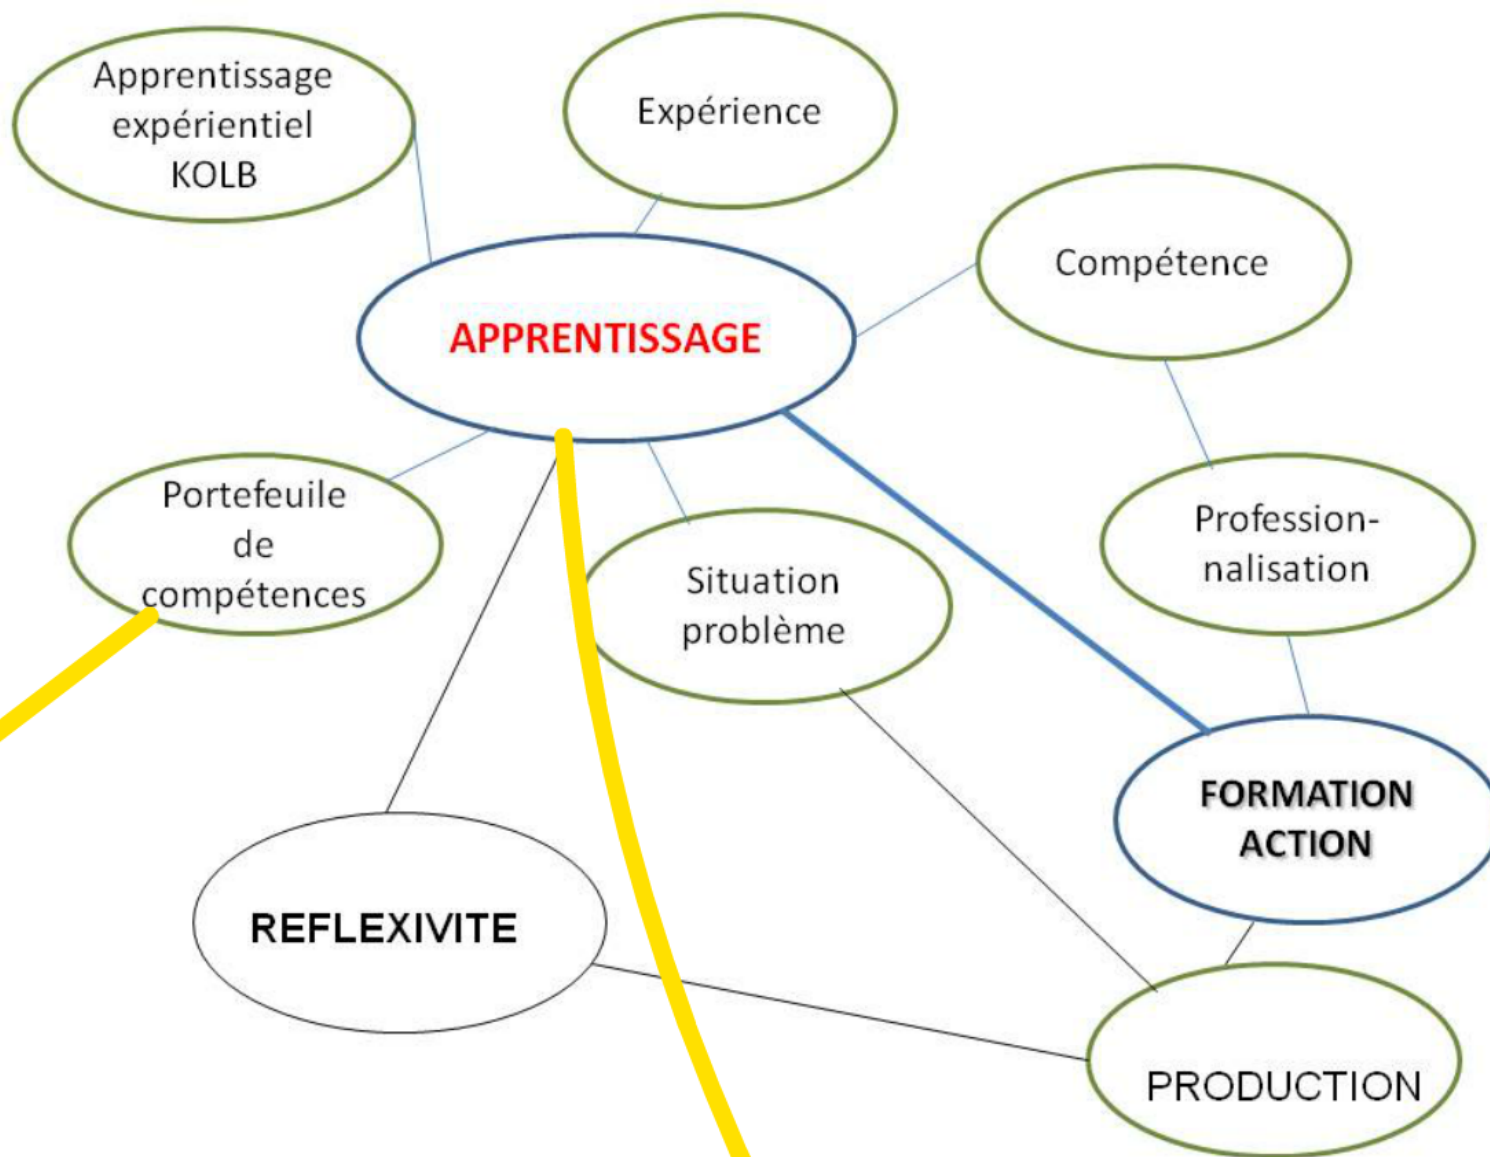 Apprentissage
expérientiel
KOLB
Expérience
Compétence
APPRENTISSAGE
Portefeuile
de
compétences
Situation
problème
Profession-
nalisation
FORMATION
ACTION
REFLEXIVITE
PRODUCTION